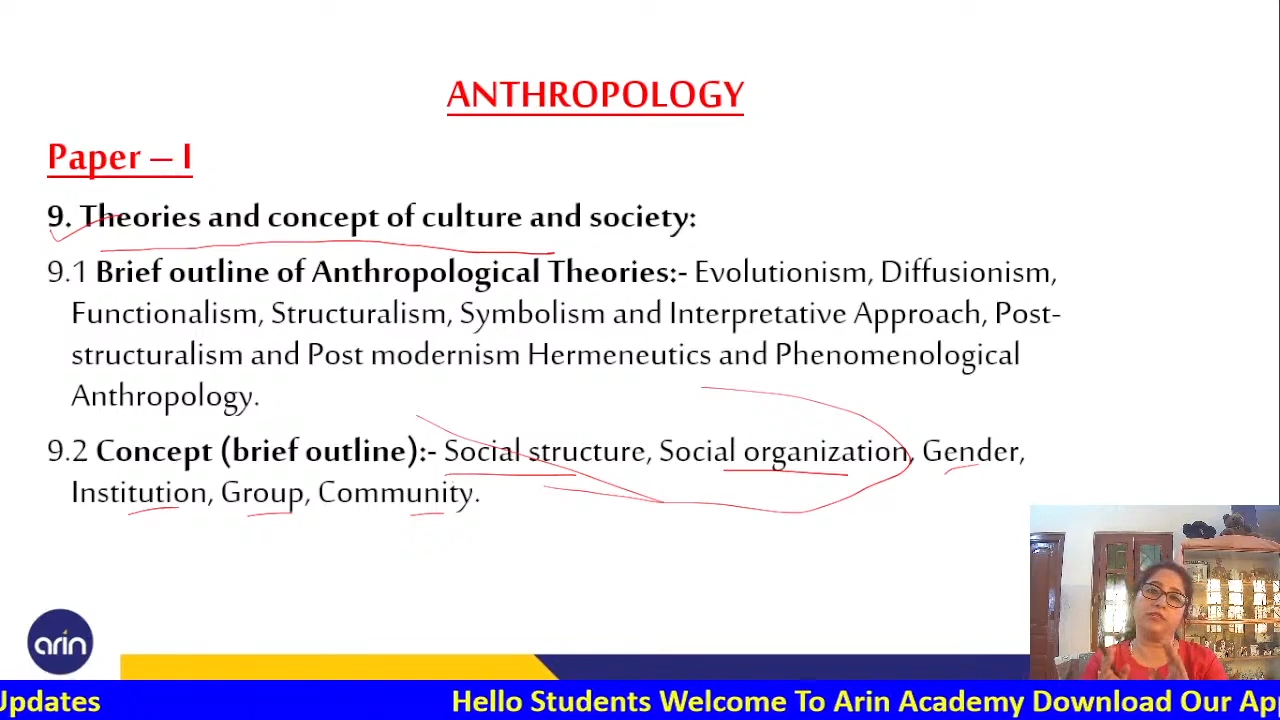 ANTHROPOLOGY
Paper – I
9. Theories and concept of culture and society:
9.1 Brief outline of Anthropological Theories:- Evolutionism, Diffusionism,
Functionalism, Structuralism, Symbolism and Interpretative Approach, Post-
structuralism and Post modernism Hermeneutics and Phenomenological
Anthropology.
9.2 Concept (brief outline):- Social structure, Social organization, Gender,
Institution, Group, Community.
arin
Updates Hello Students Welcome To Arin Academy Download Our Ap